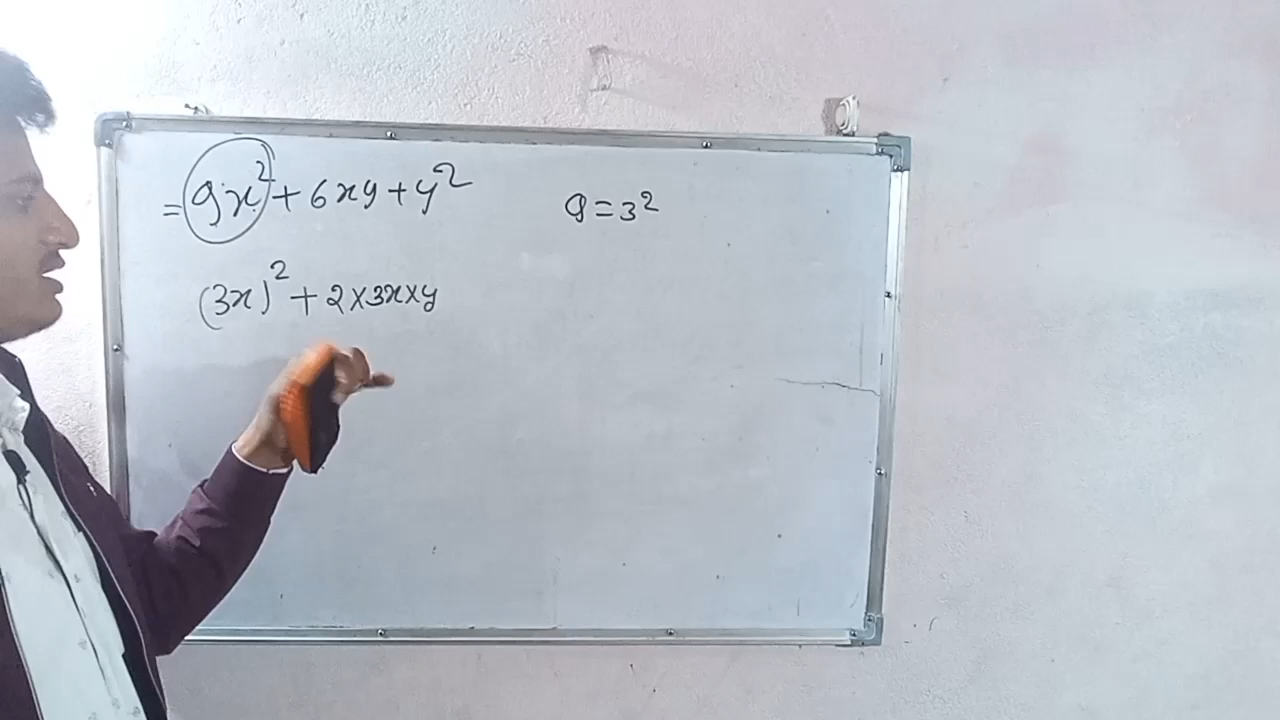 = 9x² + 6xy + y²
9 = 3²
(3x)² + 2×3x×y